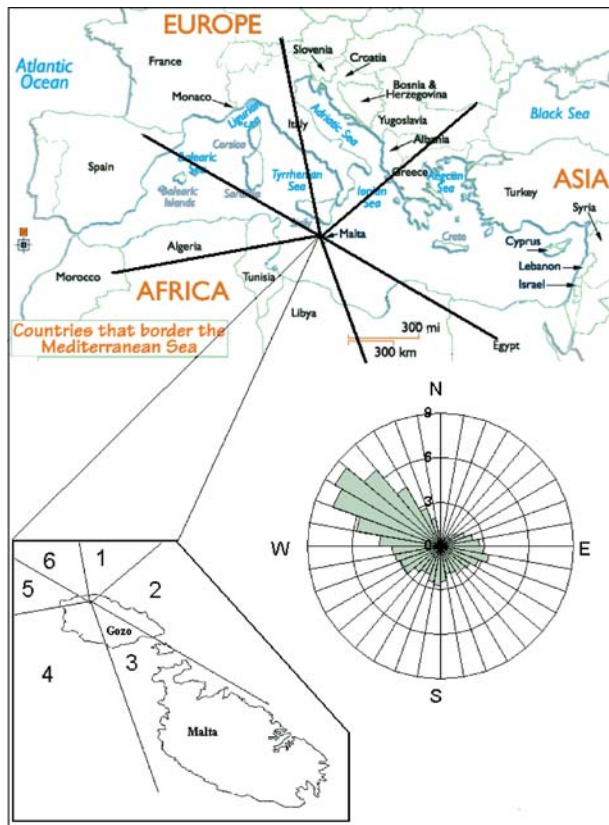 EUROPE
Slovenia
Croatia
Atlantic
Ocean
France
Bosnia &
Herzegovina
Black Sea
Monaco
Ligurian
Sea
Italy
Adriatic Sea
Yugoslavia
Corsica
Albania
Spain
Balearic
Sea
Greece
Aegean
Sea
Tyrrhenian
Sea
Ionian
Sea
Turkey
ASIA
Balearic
Islands
Sardinia
Syria
Malta
Crete
Cyprus
Algeria
Lebanon
Morocco
Tunisia
Israel
AFRICA
Libya
Countries that border the
Mediterranean Sea
300 mi
300 km
Egypt
N
9
6
3
0
W
E
S
6
1
5
2
Gozo
3
4
Malta